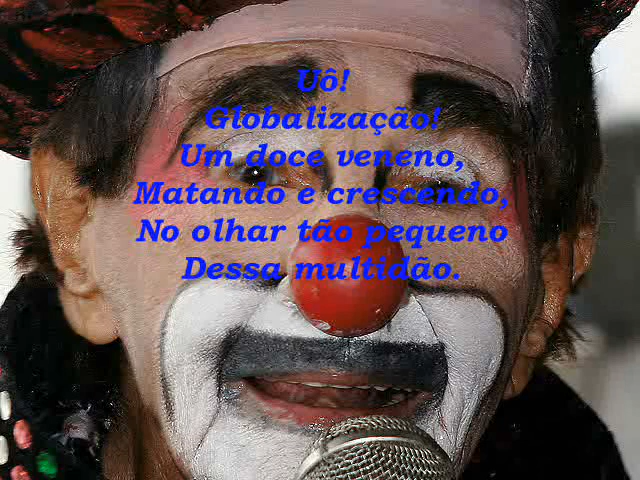 Uô!
Globalização!
Um doce veneno,
Matando e crescendo,
No olhar tão pequeno
Dessa multidão.